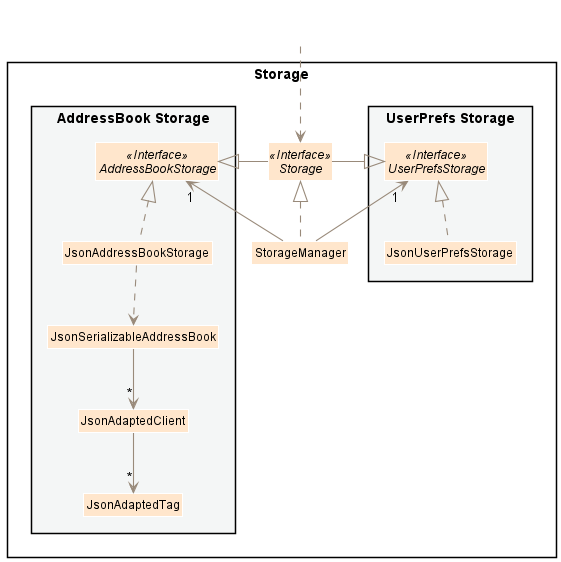 Storage
AddressBook Storage
UserPrefs Storage
«Interface»
AddressBookStorage
«Interface»
Storage
«Interface»
UserPrefsStorage
1
1
JsonAddressBookStorage
StorageManager
JsonUserPrefsStorage
JsonSerializableAddressBook
*
JsonAdaptedClient
*
JsonAdaptedTag